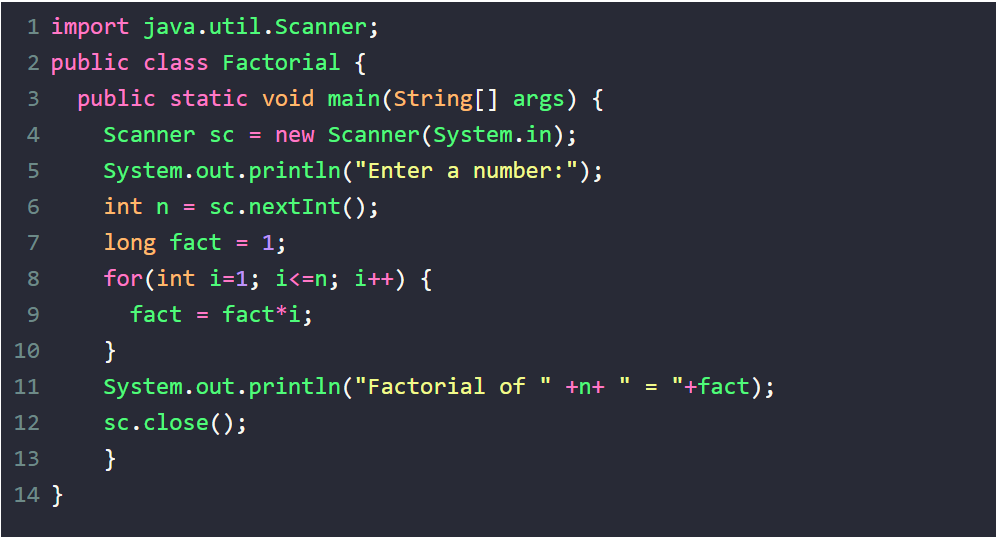 1 import java.util.Scanner;
2 public class Factorial {
3   public static void main(String[] args) {
4     Scanner sc = new Scanner(System.in);
5     System.out.println("Enter a number:");
6     int n = sc.nextInt();
7     long fact = 1;
8     for(int i=1; i<=n; i++) {
9       fact = fact*i;
10     }
11     System.out.println("Factorial of " +n+ " = "+fact);
12     sc.close();
13     }
14 }